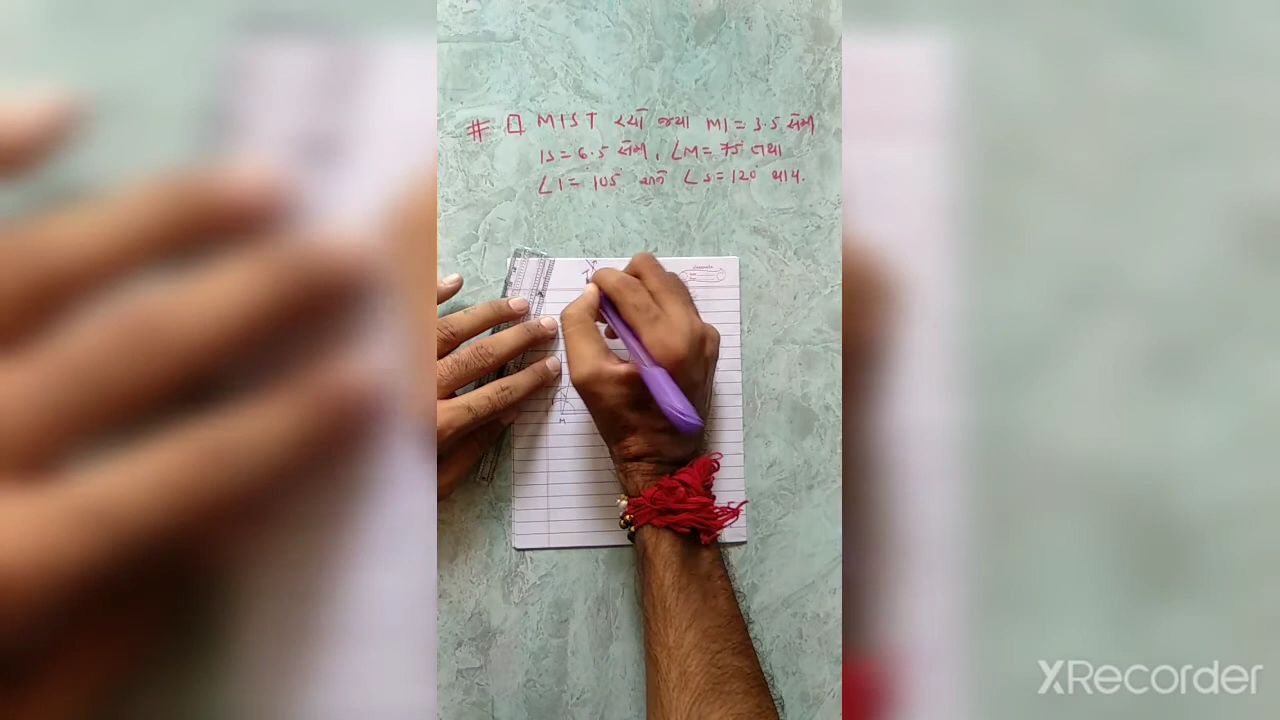 # □ MIST રચો જ્યાં MI = 3.5 સેમી
IS = 6.5 સેમી, ∠M = 75° તથા
∠I = 105° અને ∠S = 120° થાય.
T
M
XRecorder